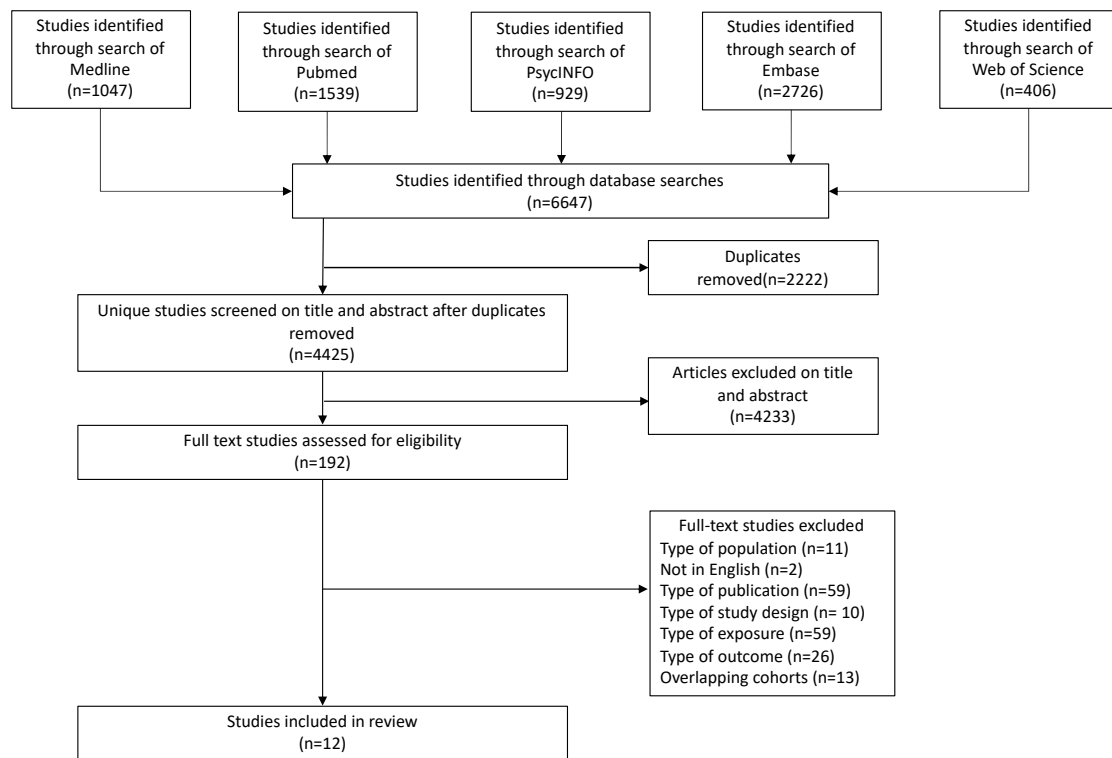 Studies identified
through search of
Medline
(n=1047)
Studies identified
through search of
Pubmed
(n=1539)
Studies identified
through search of
PsycINFO
(n=929)
Studies identified
through search of
Embase
(n=2726)
Studies identified
through search of
Web of Science
(n=406)
Studies identified through database searches
(n=6647)
Duplicates
removed(n=2222)
Unique studies screened on title and abstract after duplicates
removed
(n=4425)
Articles excluded on title
and abstract
(n=4233)
Full text studies assessed for eligibility
(n=192)
Full-text studies excluded
Type of population (n=11)
Not in English (n=2)
Type of publication (n=59)
Type of study design (n= 10)
Type of exposure (n=59)
Type of outcome (n=26)
Overlapping cohorts (n=13)
Studies included in review
(n=12)